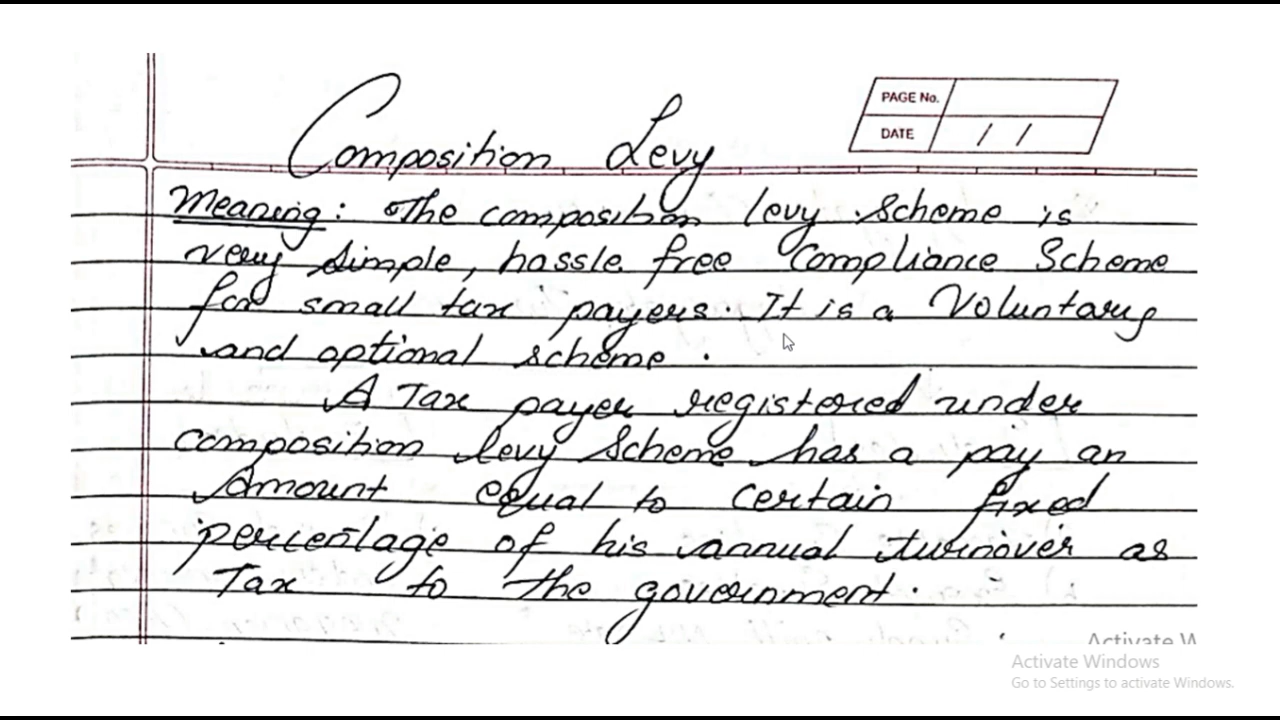 Composition Levy
PAGE No.
DATE / /
Meaning: The composition levy scheme is
very simple, hassle free Compliance Scheme
for small tax payers. It is a Voluntary
and optional scheme.
A Tax payer registered under
composition levy scheme has a pay an
Amount equal to certain fixed
percentage of his annual turnover as
Tax to the government.
Activate W
Activate Windows
Go to Settings to activate Windows.